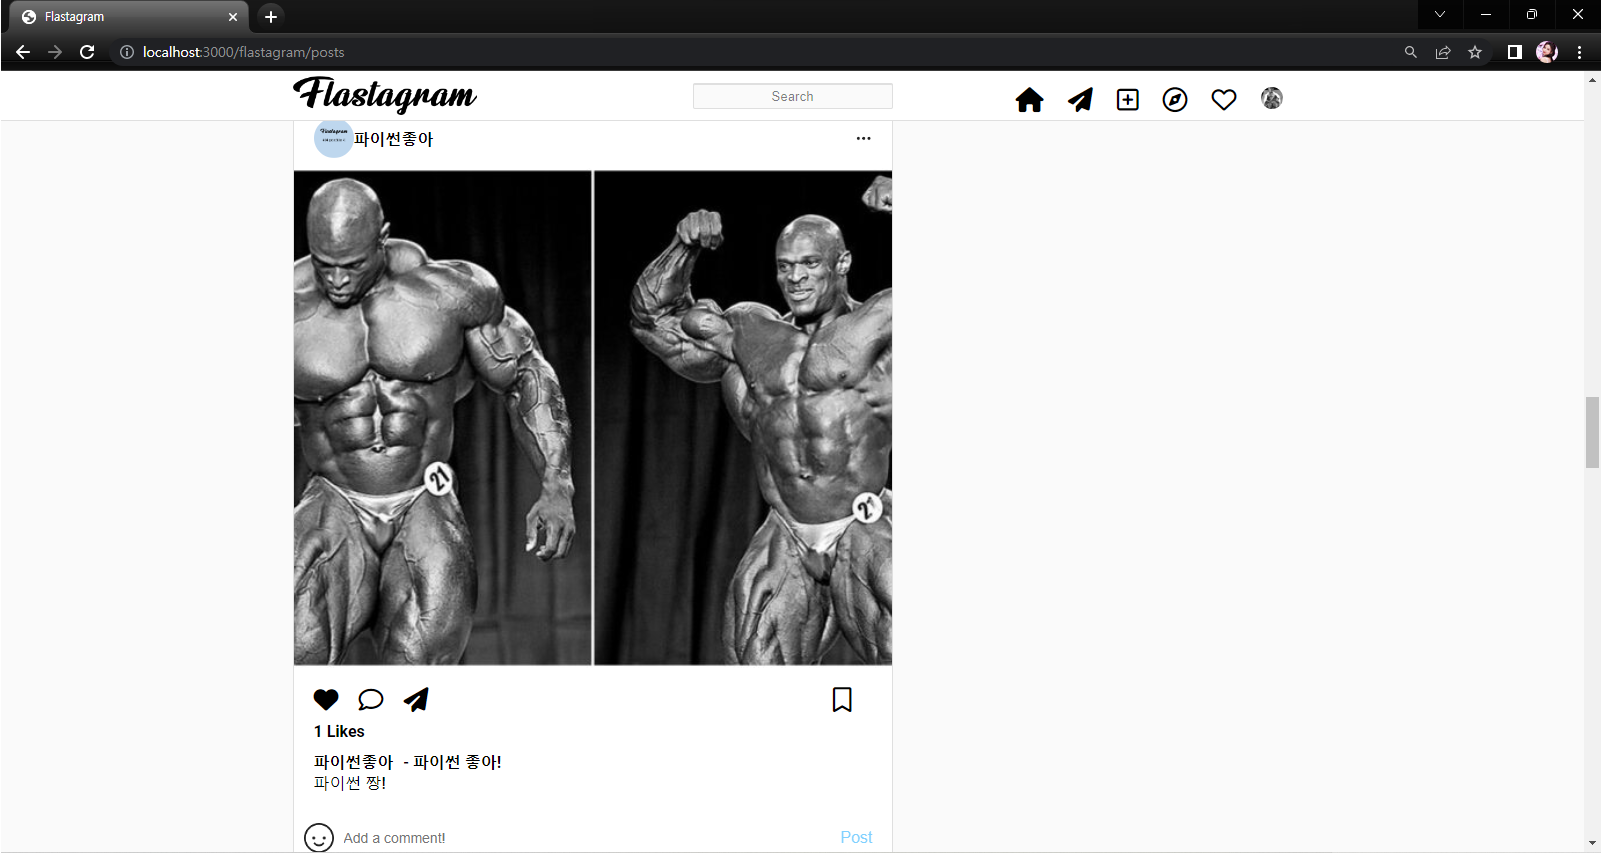 Flastagram
localhost:3000/flastagram/posts
Flastagram
Search
파이썬좋아
21
1 Likes
파이썬좋아 - 파이썬 좋아!
파이썬 짱!
Add a comment!
Post